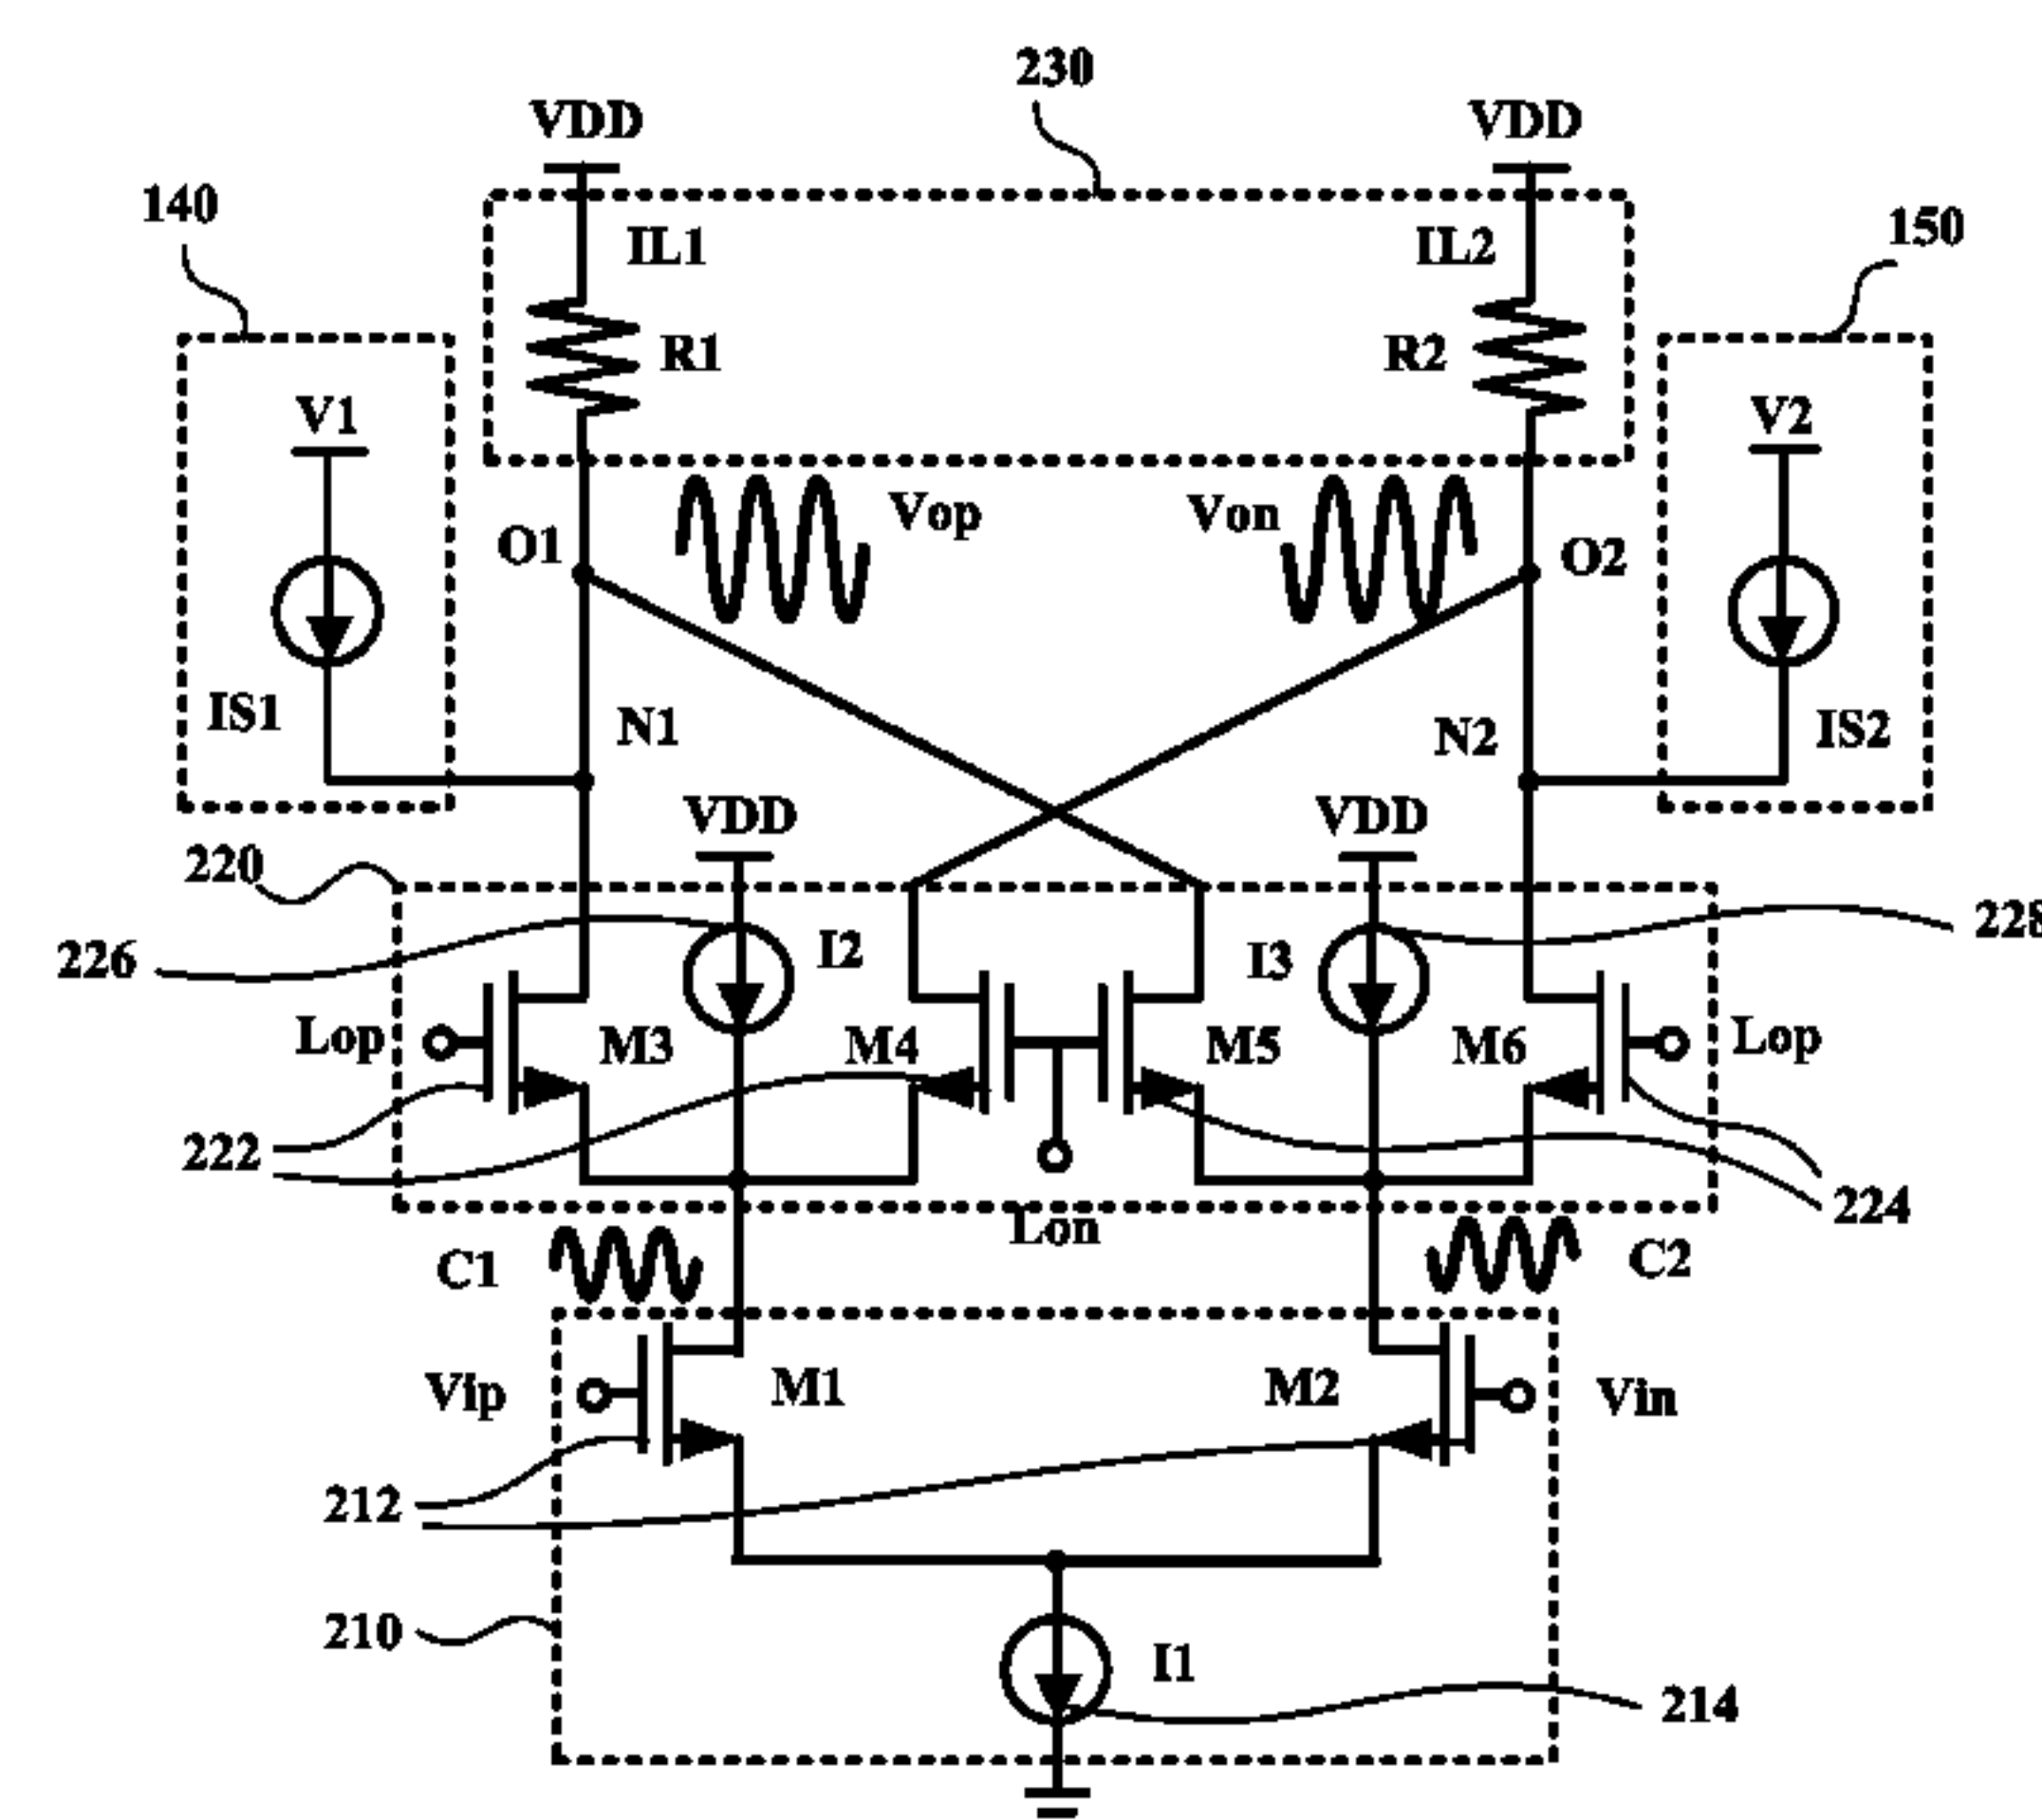 230
VDD VDD
140
IL1 IL2
150
R1 R2
V1 V2
Vop Von
O1 O2
IS1 N1 N2 IS2
VDD VDD
220
226 I2 I3 228
Lop M3 M4 M5 M6 Lop
222
224
Lon
C1 C2
Vip M1 M2 Vin
212
210
I1
214